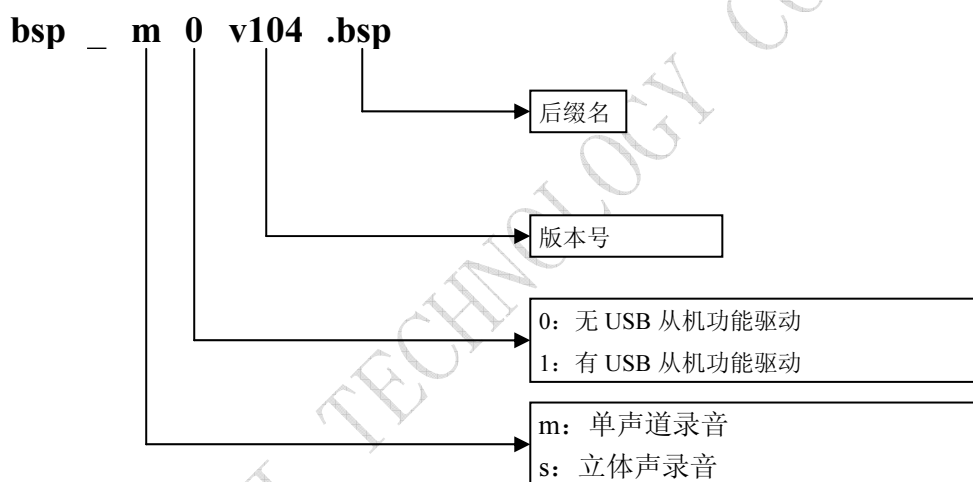 bsp _ m 0 v104 .bsp
后缀名
版本号
0：无 USB 从机功能驱动
1：有 USB 从机功能驱动
m：单声道录音
s：立体声录音
TECHNOLOGY